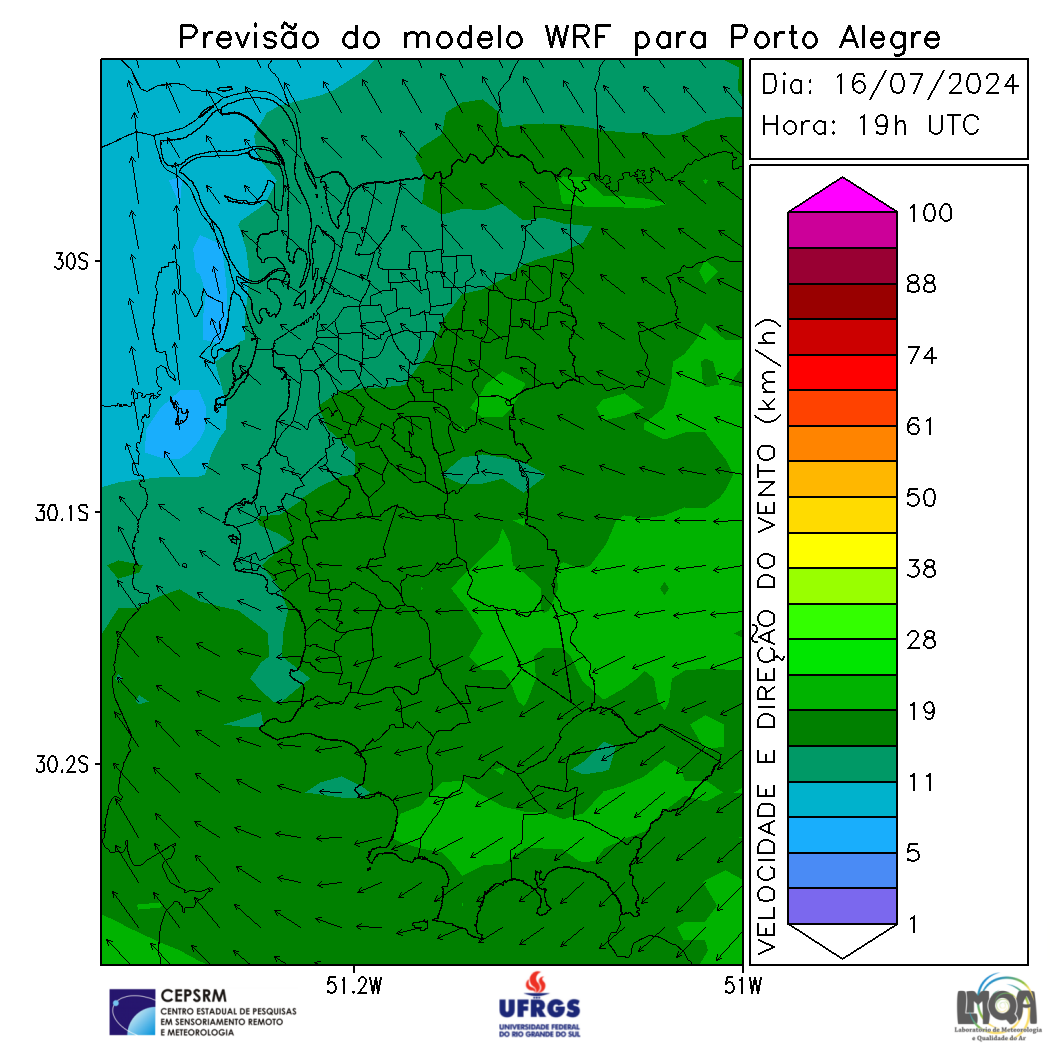 Previsão do modelo WRF para Porto Alegre
Dia: 16/07/2024
Hora: 19h UTC
30S
30.1S
30.2S
51.2W
51W
VELOCIDADE E DIREÇÃO DO VENTO (km/h)
100
88
74
61
50
38
28
19
11
5
1
CEPSRM
CENTRO ESTADUAL DE PESQUISAS
EM SENSORIAMENTO REMOTO
E METEOROLOGIA
UFRGS
UNIVERSIDADE FEDERAL
DO RIO GRANDE DO SUL
LMQA
Laboratório de Meteorologia
e Qualidade do Ar